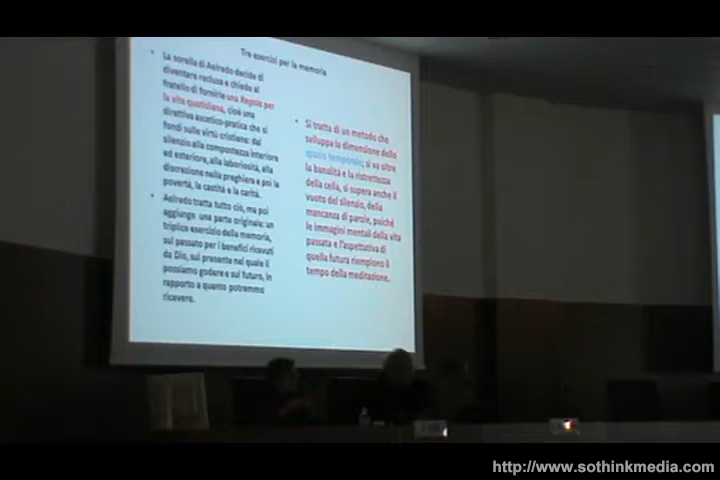 Tre esercizi per la memoria
• La sorella di Aelredo decide di
diventare reclusa e chiede al
fratello di fornirle una Regola per
la vita quotidiana, cioè una
direttiva ascetico-pratica che si
fondi sulle virtù cristiane: dal
silenzio alla compostezza interiore
ed esteriore, alla laboriosità, alla
discrezione nella preghiera e poi la
povertà, la castità e la carità.
• Aelredo tratta tutto ciò, ma poi
aggiunge una parte originale: un
triplice esercizio della memoria,
sul passato per i benefici ricevuti
da Dio, sul presente nel quale li
possiamo godere e sul futuro, in
rapporto a quanto potremmo
ricevere.
• Si tratta di un metodo che
sviluppa la dimensione dello
spazio temporale; si va oltre
la banalità e la ristrettezza
della cella, si supera anche il
vuoto del silenzio, della
mancanza di parole, poiché
le immagini mentali della vita
passata e l'aspettativa di
quella futura riempiono il
tempo della meditazione.
http://www.sothinkmedia.com/